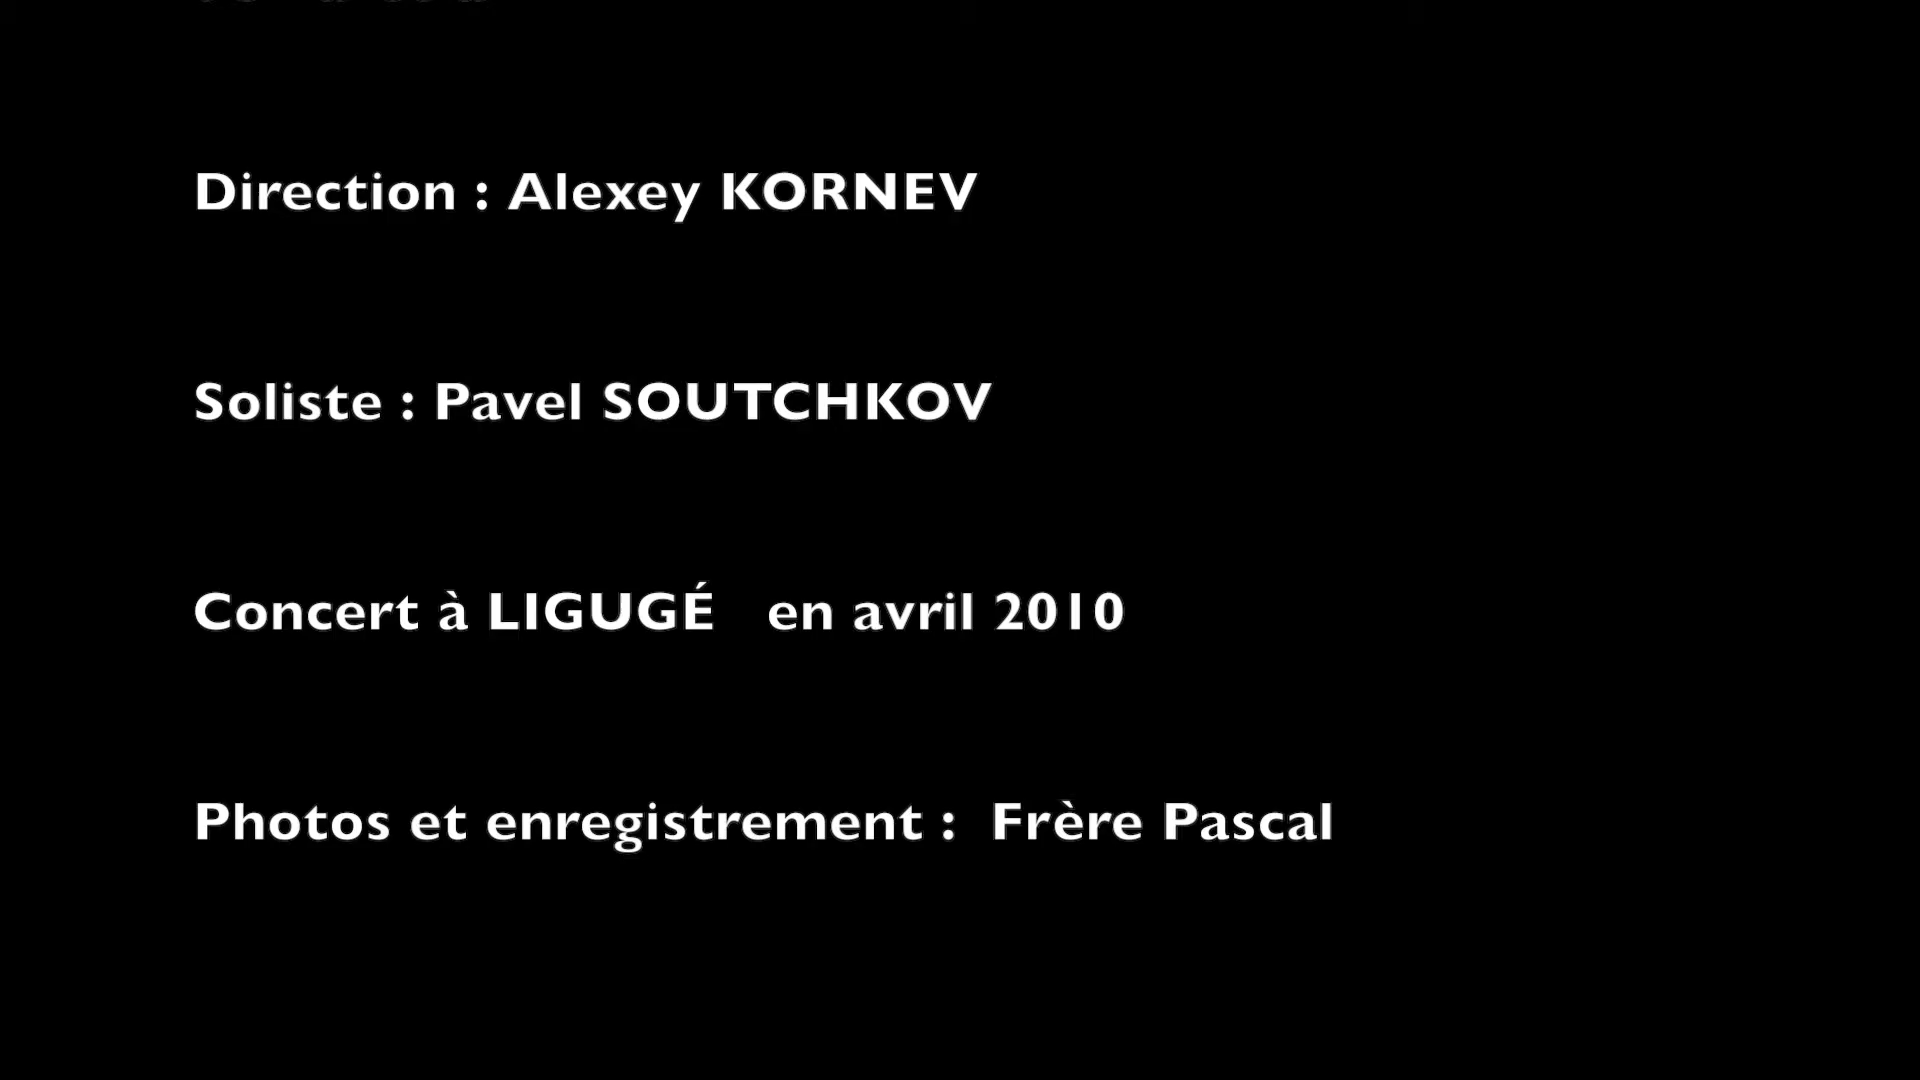 Direction : Alexey KORNEV
Soliste : Pavel SOUTCHKOV
Concert à LIGUGÉ en avril 2010
Photos et enregistrement : Frère Pascal